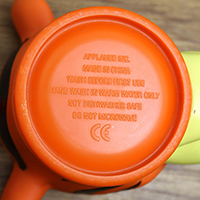 APPLAUSE INC.
MADE IN CHINA
WASH BEFORE FIRST USE
HAND WASH IN WARM WATER ONLY
NOT DISHWASHER SAFE
DO NOT MICROWAVE
CE